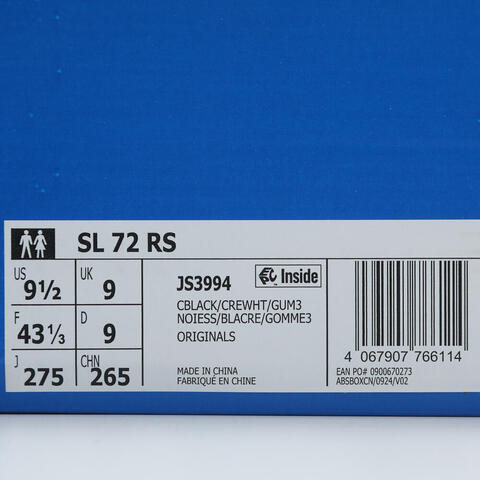 SL 72 RS
US 9½ UK 9
F 43⅓ D 9
J 275 CHN 265
JS3994 Inside
CBLACK/CREWHT/GUM3
NOIESS/BLACRE/GOMME3
ORIGINALS
MADE IN CHINA
FABRIQUÉ EN CHINE
4 067907 766114
EAN PO# 0900670273
ABSBOXCN/0924/V02